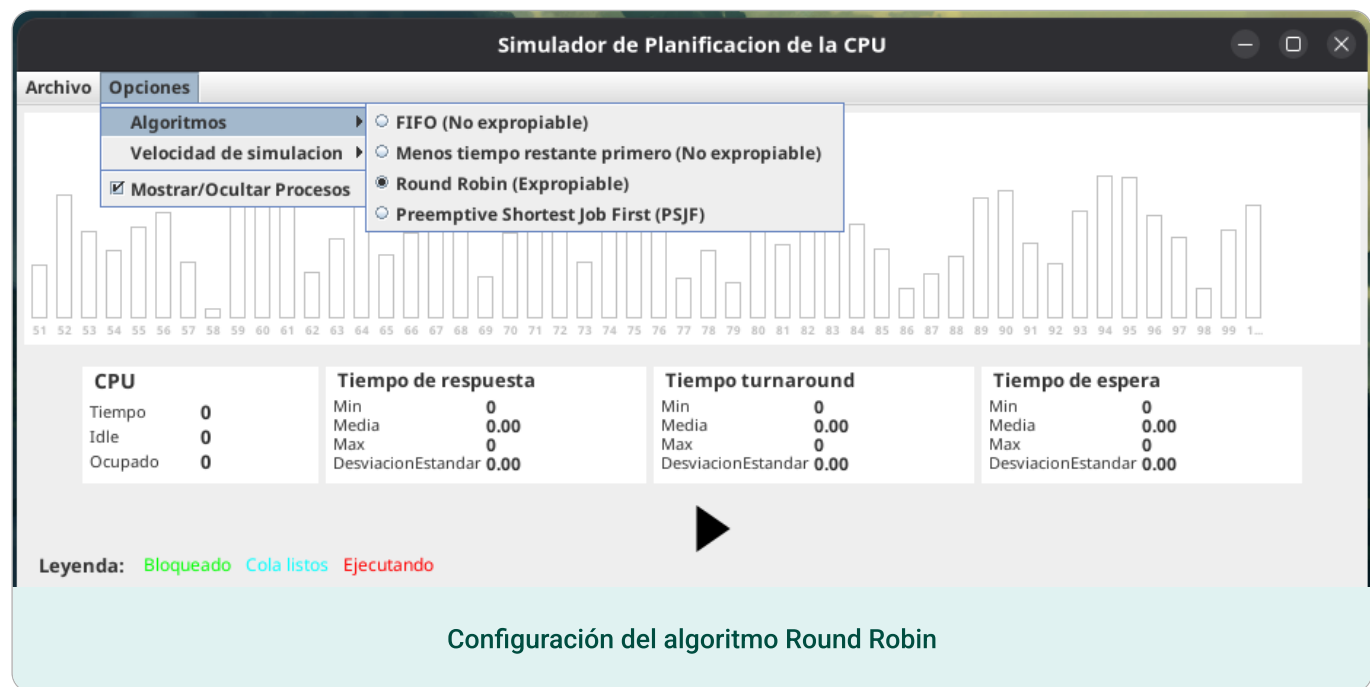 Simulador de Planificacion de la CPU
Archivo Opciones
Algoritmos
Velocidad de simulacion
Mostrar/Ocultar Procesos
FIFO (No expropiable)
Menos tiempo restante primero (No expropiable)
Round Robin (Expropiable)
Preemptive Shortest Job First (PSJF)
51 52 53 54 55 56 57 58 59 60 61 62 63 64 65 66 67 68 69 70 71 72 73 74 75 76 77 78 79 80 81 82 83 84 85 86 87 88 89 90 91 92 93 94 95 96 97 98 99 1...
CPU
Tiempo 0
Idle 0
Ocupado 0
Tiempo de respuesta
Min 0
Media 0.00
Max 0
DesviacionEstandar 0.00
Tiempo turnaround
Min 0
Media 0.00
Max 0
DesviacionEstandar 0.00
Tiempo de espera
Min 0
Media 0.00
Max 0
DesviacionEstandar 0.00
Leyenda: Bloqueado Cola listos Ejecutando
Configuración del algoritmo Round Robin